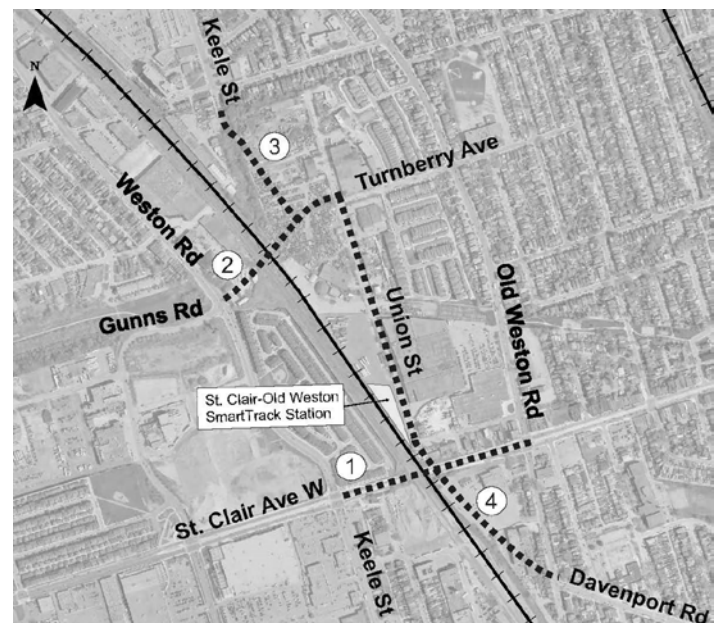 Keele St
N
3
Turnberry Ave
Weston Rd
2
Gunns Rd
Union St
Old Weston Rd
St. Clair-Old Weston
SmartTrack Station
1
St. Clair Ave W
4
Keele St
Davenport Rd